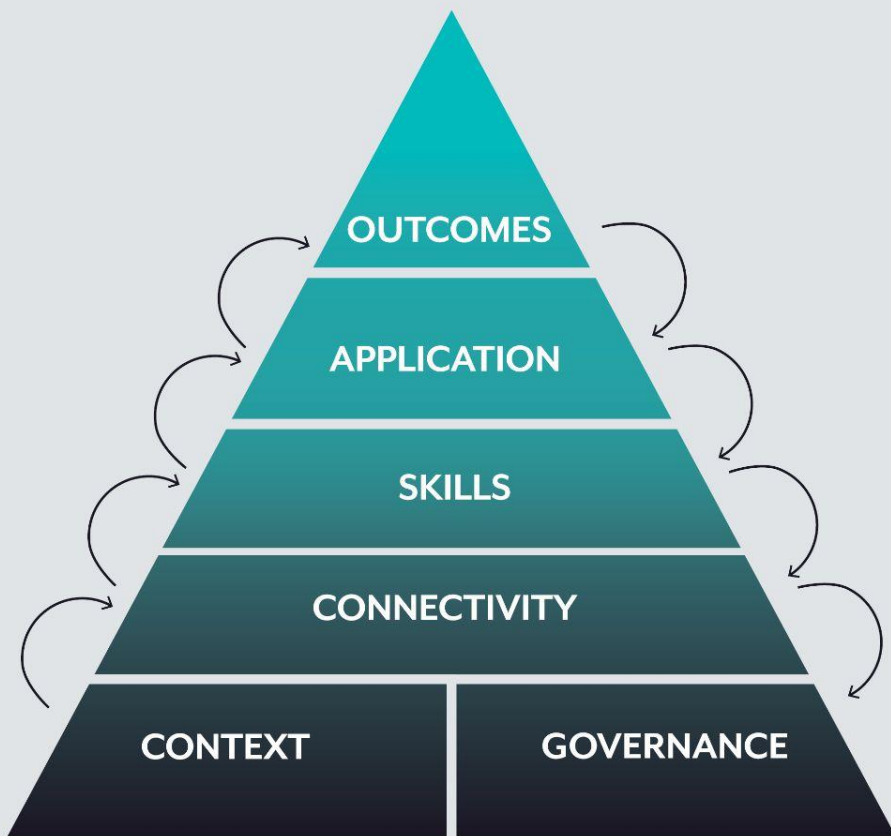 OUTCOMES
APPLICATION
SKILLS
CONNECTIVITY
CONTEXT
GOVERNANCE